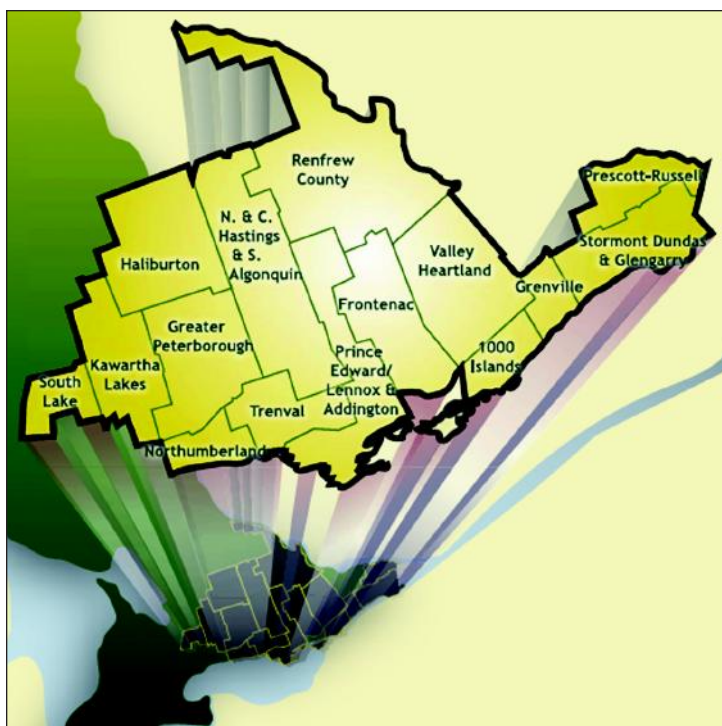 Renfrew
County
Prescott-Russell
N. & C.
Hastings
& S.
Algonquin
Stormont Dundas
& Glengarry
Haliburton
Valley
Heartland
Grenville
Frontenac
Greater
Peterborough
Kawartha
Lakes
South
Lake
Prince
Edward/
Lennox &
Addington
1000
Islands
Trenval
Northumberland